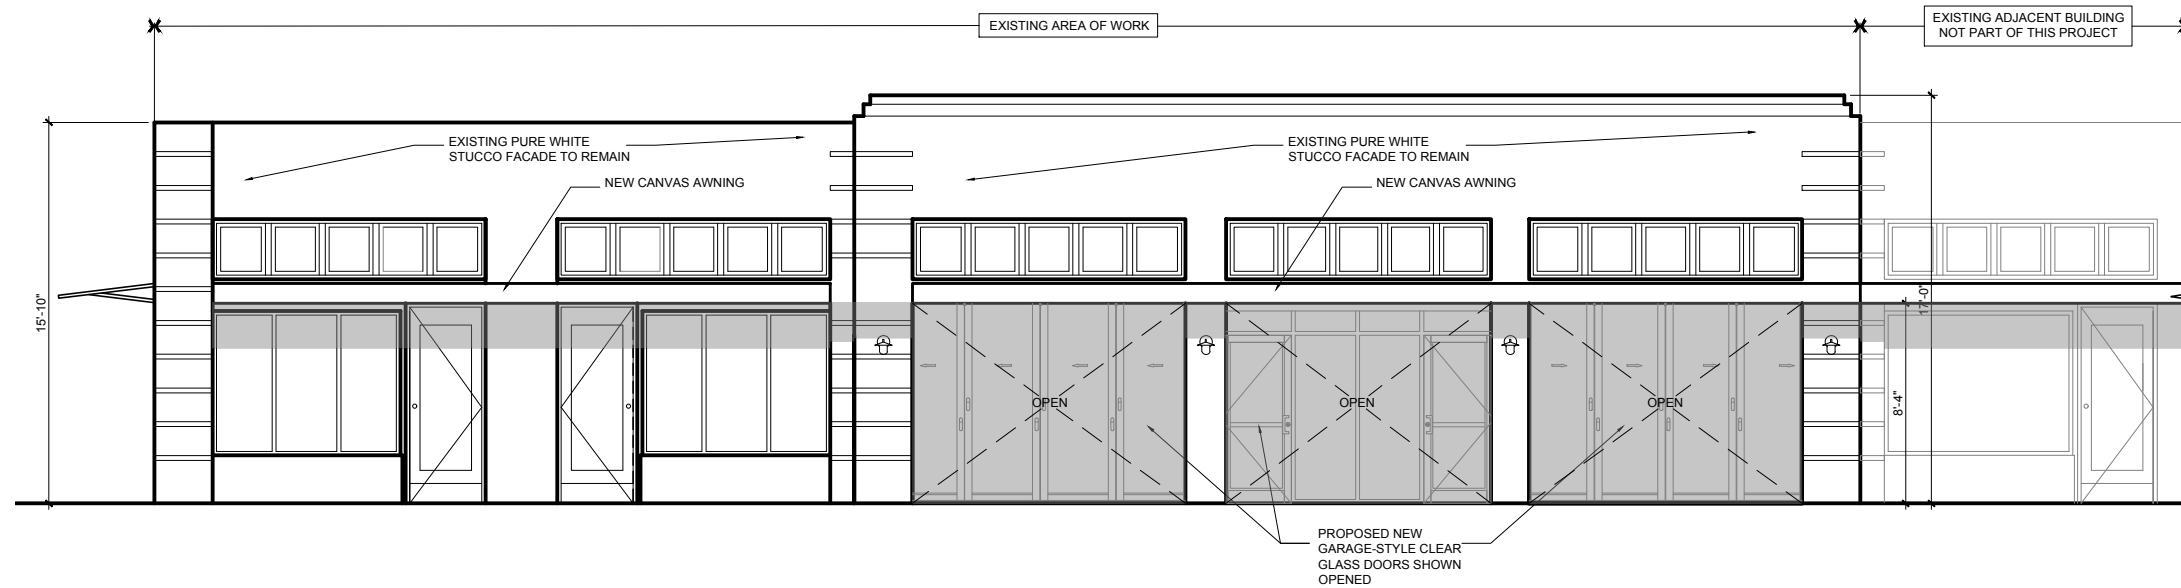 EXISTING AREA OF WORK
EXISTING ADJACENT BUILDING
NOT PART OF THIS PROJECT
EXISTING PURE WHITE
STUCCO FACADE TO REMAIN
EXISTING PURE WHITE
STUCCO FACADE TO REMAIN
NEW CANVAS AWNING
NEW CANVAS AWNING
15'-10"
17'-0"
8'-4"
OPEN
OPEN
OPEN
PROPOSED NEW
GARAGE-STYLE CLEAR
GLASS DOORS SHOWN
OPENED